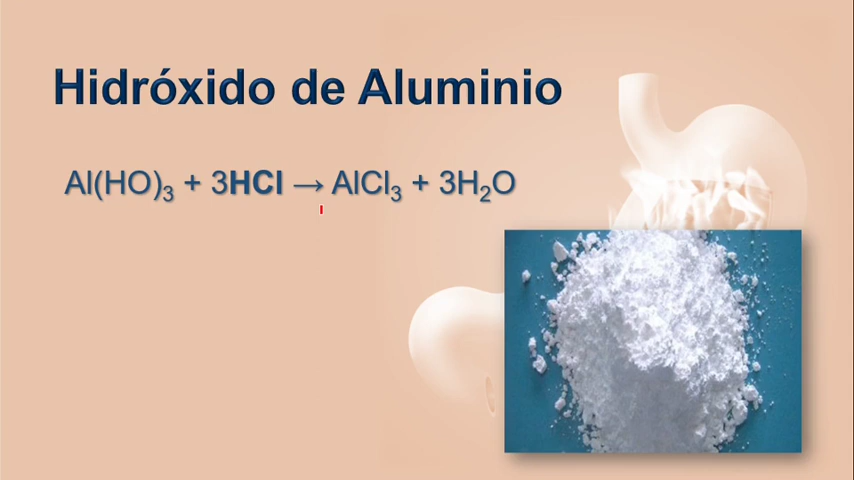 Hidróxido de Aluminio
Al(HO)₃ + 3HCl → AlCl₃ + 3H₂O